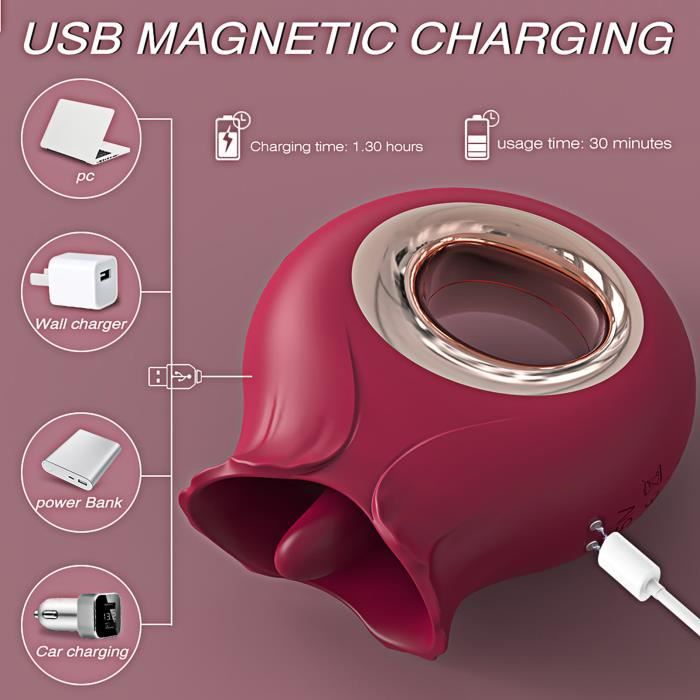 USB MAGNETIC CHARGING
Charging time: 1.30 hours
usage time: 30 minutes
pc
Wall charger
power Bank
Car charging